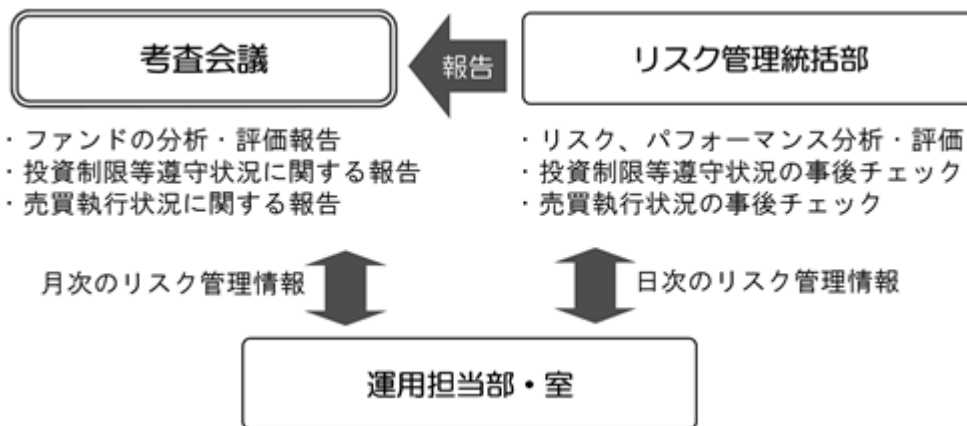 考査会議
報告
リスク管理統括部
・ファンドの分析・評価報告
・投資制限等遵守状況に関する報告
・売買執行状況に関する報告
・リスク、パフォーマンス分析・評価
・投資制限等遵守状況の事後チェック
・売買執行状況の事後チェック
月次のリスク管理情報
日次のリスク管理情報
運用担当部・室